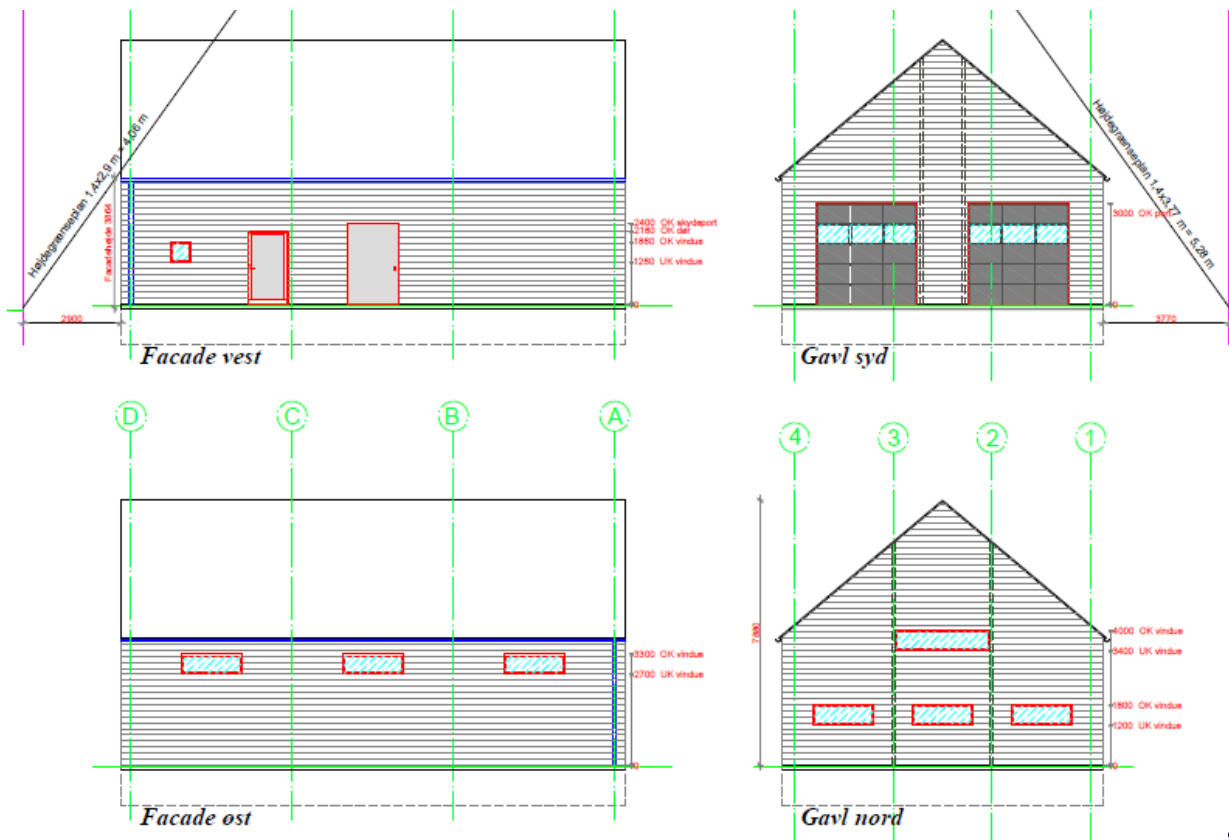 Højdegrænseplan 1,4x2,9 m = 4,06 m
Facadehøjde 3864
2400 OK skydeport
2180 OK dør
1860 OK vindue
1260 UK vindue
0
2900
Facade vest
Højdegrænseplan 1,4x3,77 m = 5,28 m
3000 OK port
0
3770
Gavl syd
D
C
B
A
3300 OK vindue
2700 UK vindue
0
Facade øst
4
3
2
1
7880
4000 OK vindue
3400 UK vindue
1800 OK vindue
1200 UK vindue
0
Gavl nord